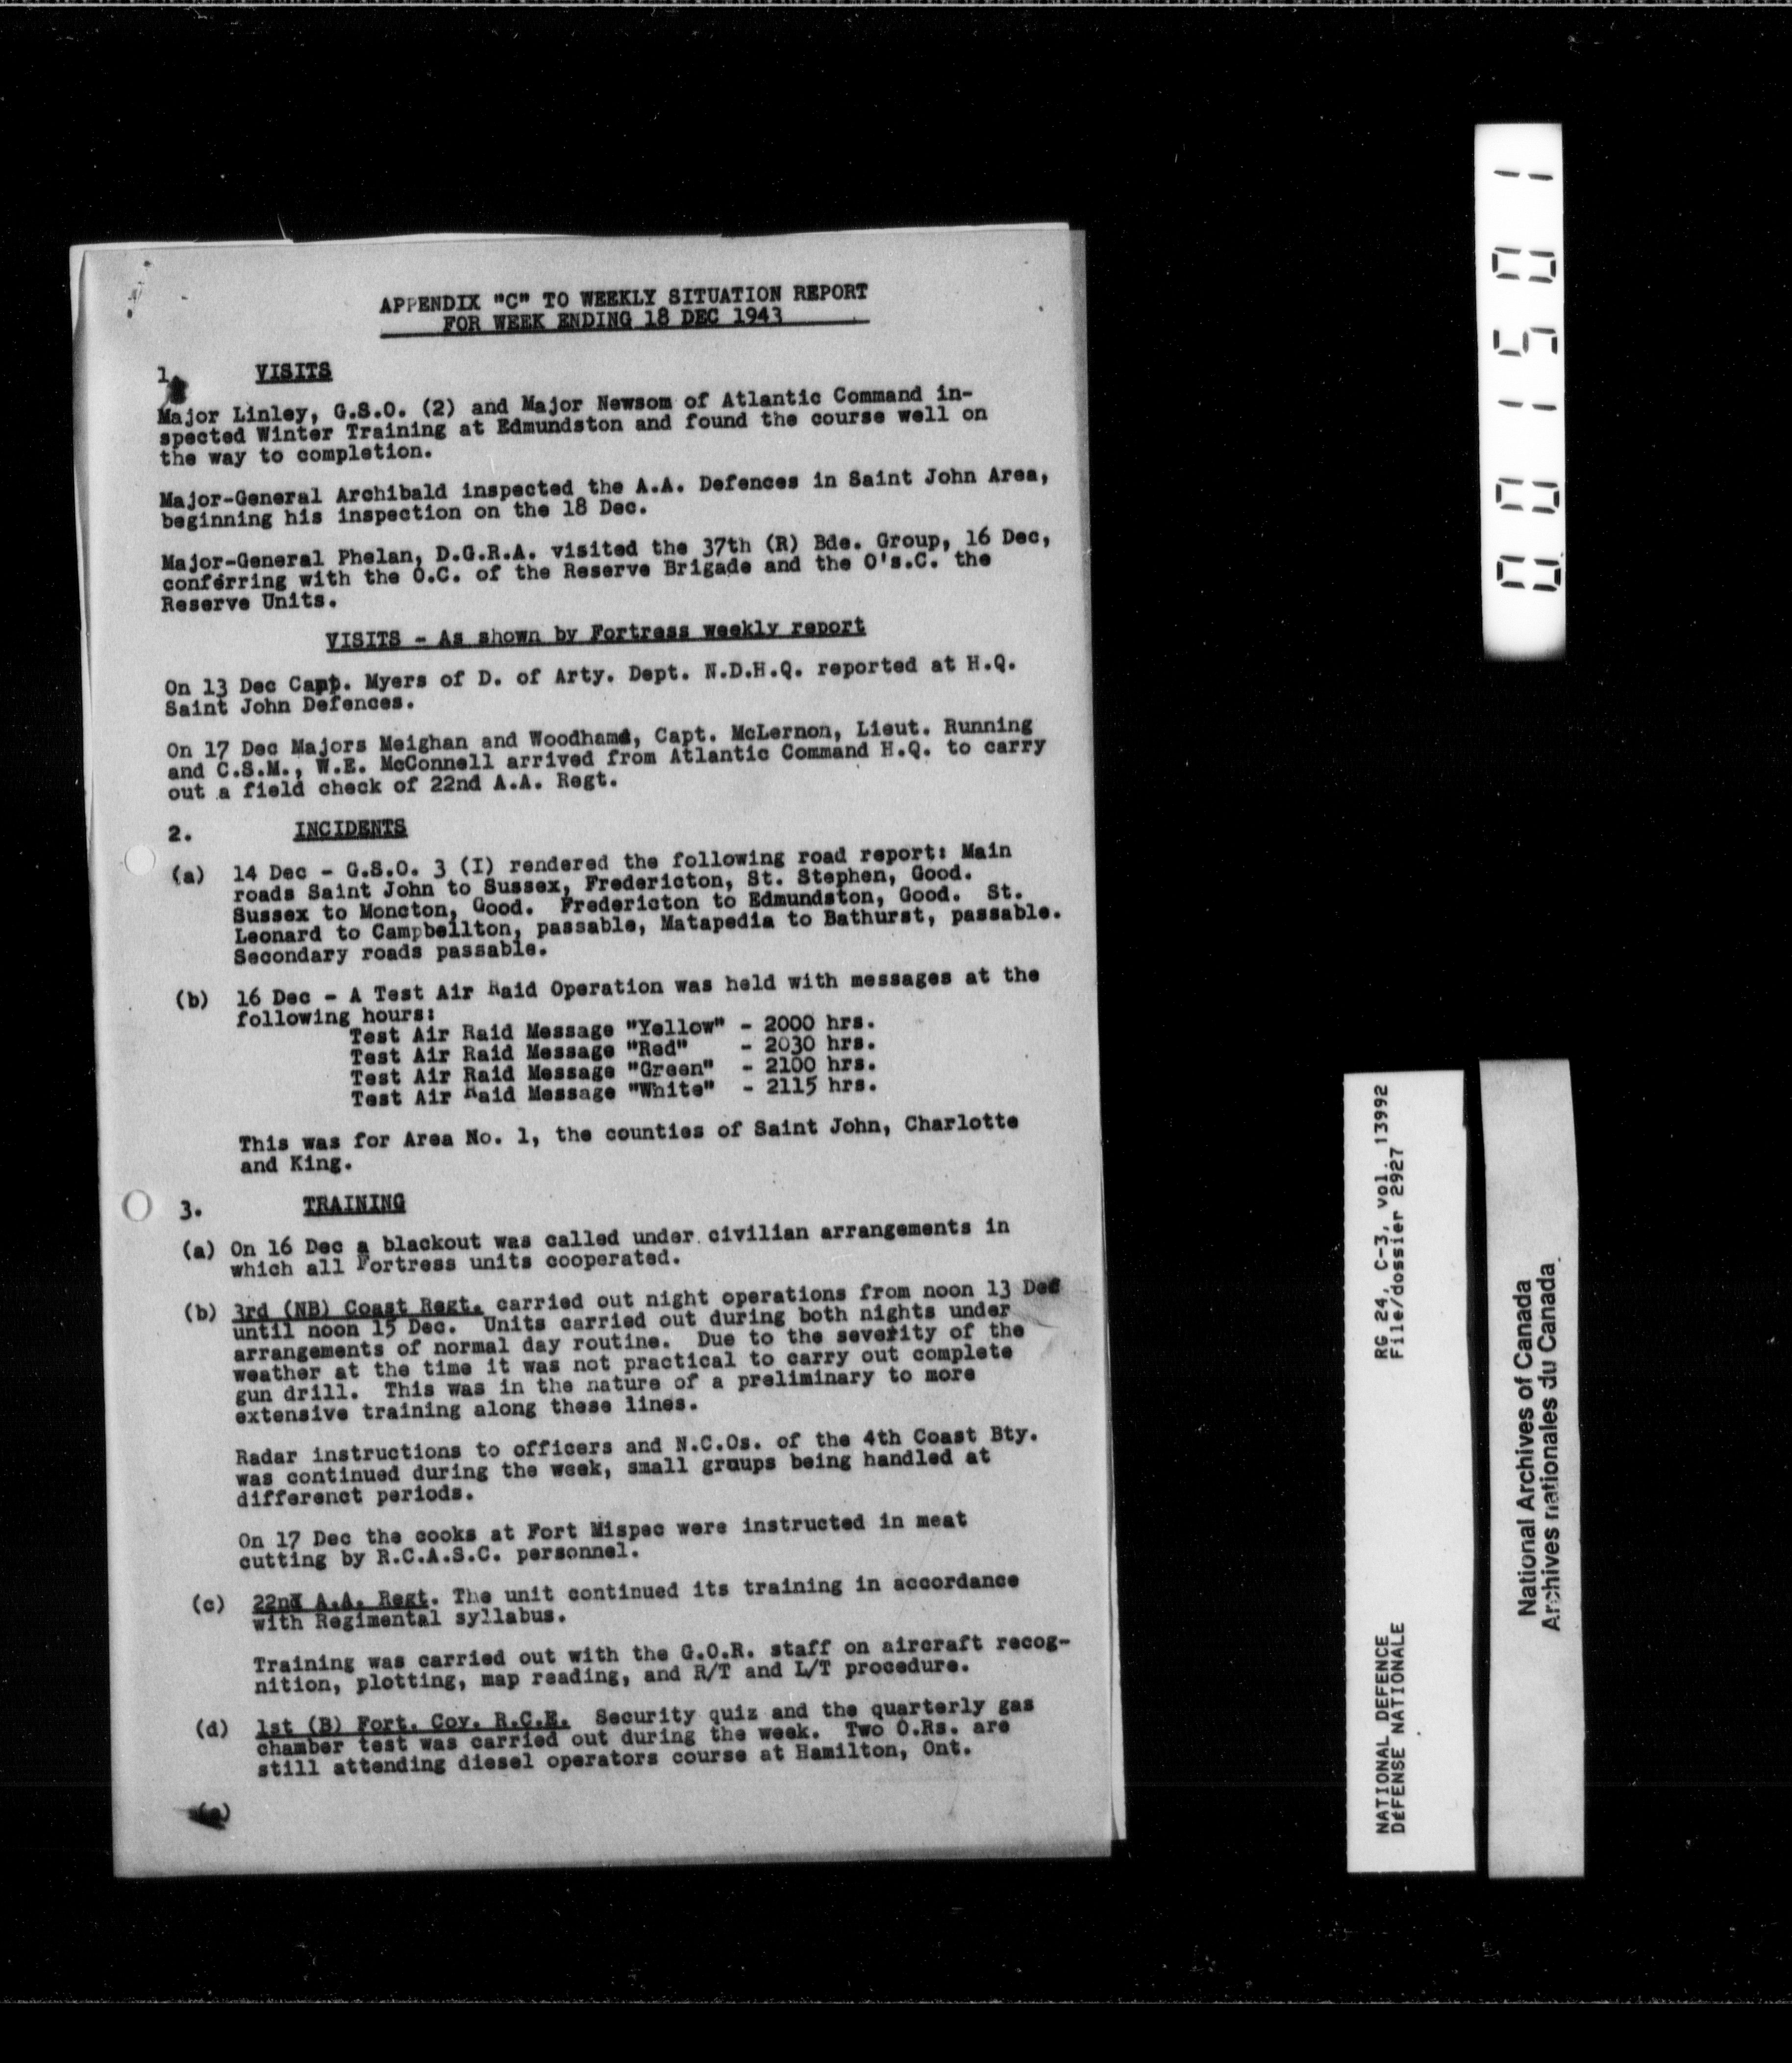 APPENDIX "C" TO WEEKLY SITUATION REPORT
FOR WEEK ENDING 18 DEC 1943
1. VISITS
Major Linley, G.S.O. (2) and Major Newsom of Atlantic Command in-
spected Winter Training at Edmundston and found the course well on
the way to completion.
Major-General Archibald inspected the A.A. Defences in Saint John Area,
beginning his inspection on the 18 Dec.
Major-General Phelan, D.G.R.A. visited the 37th (R) Bde. Group, 16 Dec,
conferring with the O.C. of the Reserve Brigade and the O's.C. the
Reserve Units.
VISITS - As shown by Fortress weekly report
On 13 Dec Capt. Myers of D. of Arty. Dept. N.D.H.Q. reported at H.Q.
Saint John Defences.
On 17 Dec Majors Meighan and Woodhams, Capt. McLernon, Lieut. Running
and C.S.M., W.E. McConnell arrived from Atlantic Command H.Q. to carry
out a field check of 22nd A.A. Regt.
2. INCIDENTS
(a) 14 Dec - G.S.O. 3 (I) rendered the following road report: Main
roads Saint John to Sussex, Fredericton, St. Stephen, Good.
Sussex to Moncton, Good. Fredericton to Edmundston, Good. St.
Leonard to Campbellton, passable, Matapedia to Bathurst, passable.
Secondary roads passable.
(b) 16 Dec - A Test Air Raid Operation was held with messages at the
following hours:
Test Air Raid Message "Yellow" - 2000 hrs.
Test Air Raid Message "Red" - 2030 hrs.
Test Air Raid Message "Green" - 2100 hrs.
Test Air Raid Message "White" - 2115 hrs.
This was for Area No. 1, the counties of Saint John, Charlotte
and King.
3. TRAINING
(a) On 16 Dec a blackout was called under civilian arrangements in
which all Fortress units cooperated.
(b) 3rd (NB) Coast Regt. carried out night operations from noon 13 Dec
until noon 15 Dec. Units carried out during both nights under
arrangements of normal day routine. Due to the severity of the
weather at the time it was not practical to carry out complete
gun drill. This was in the nature of a preliminary to more
extensive training along these lines.
Radar instructions to officers and N.C.Os. of the 4th Coast Bty.
was continued during the week, small groups being handled at
differenct periods.
On 17 Dec the cooks at Fort Mispec were instructed in meat
cutting by R.C.A.S.C. personnel.
(c) 22nd A.A. Regt. The unit continued its training in accordance
with Regimental syllabus.
Training was carried out with the G.O.R. staff on aircraft recog-
nition, plotting, map reading, and R/T and L/T procedure.
(d) 1st (B) Fort. Coy. R.C.E. Security quiz and the quarterly gas
chamber test was carried out during the week. Two O.Rs. are
still attending diesel operators course at Hamilton, Ont.
001501
RG 24, C-3, vol. 13992
File/dossier 2927
NATIONAL DEFENCE
DÉFENSE NATIONALE
National Archives of Canada
Archives nationales du Canada